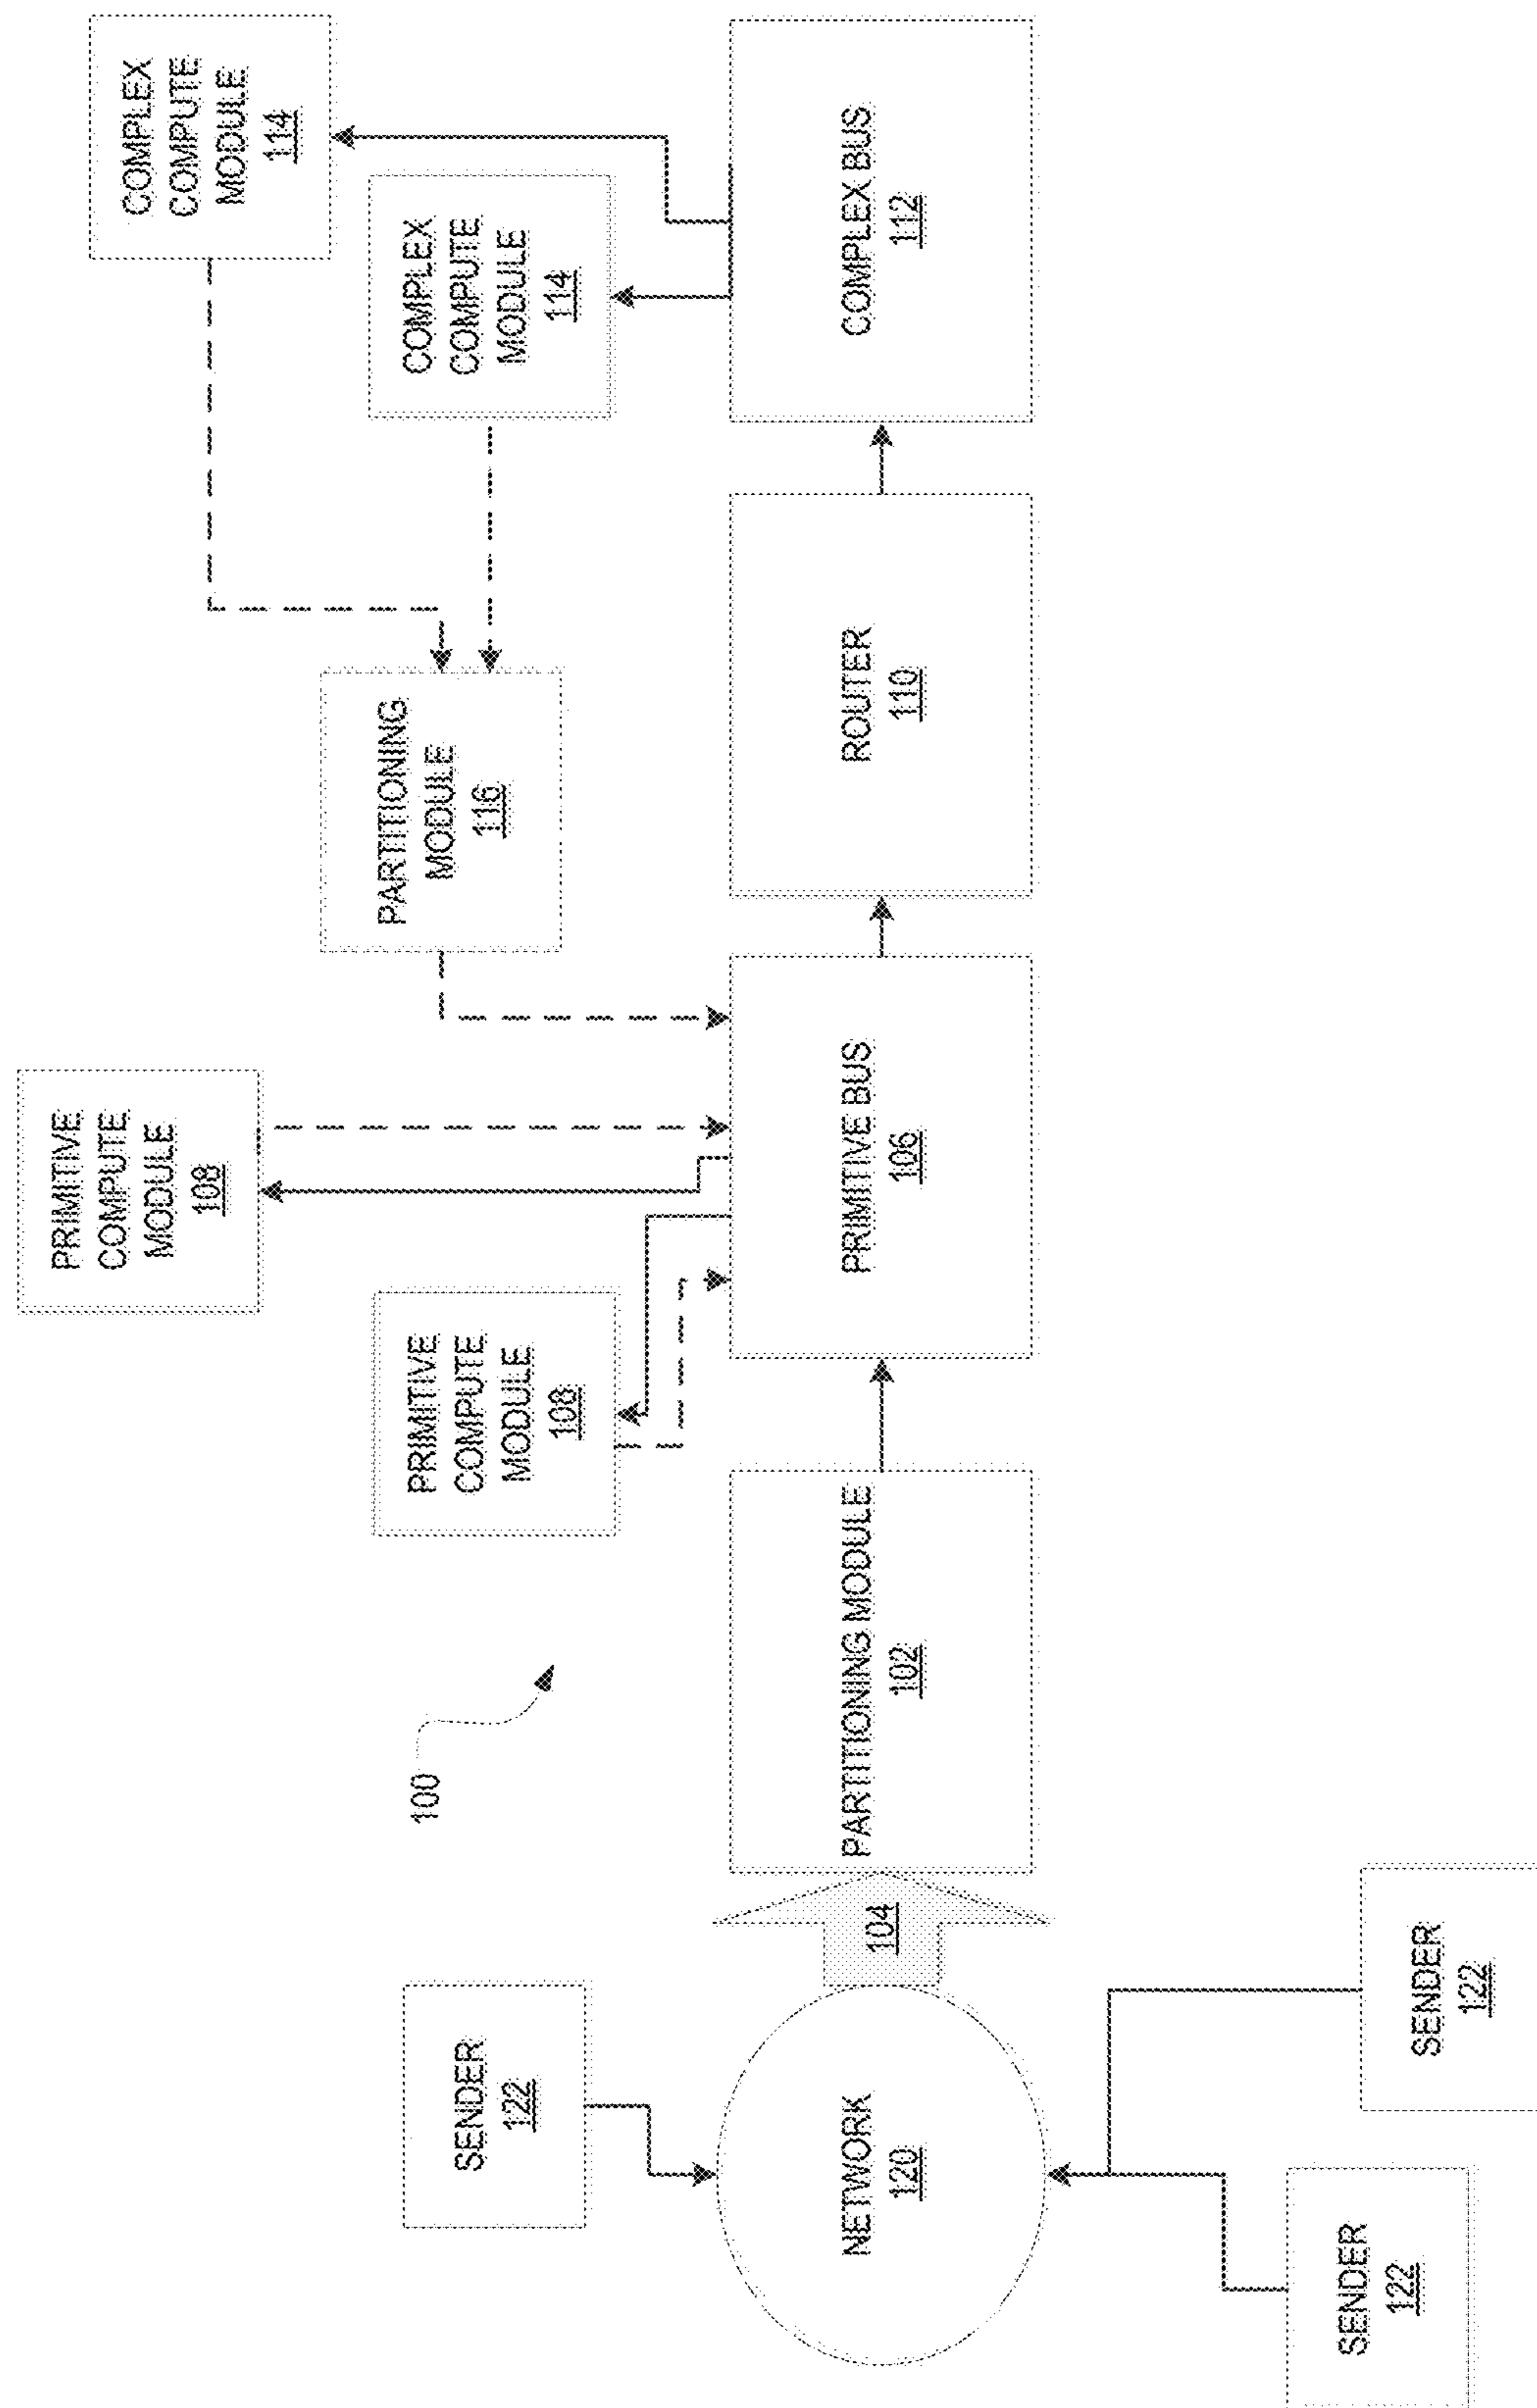 PRIMITIVE
COMPUTE
MODULE
108
COMPLEX
COMPUTE
MODULE
114
PARTITIONING
MODULE
116
PRIMITIVE
COMPUTE
MODULE
108
COMPLEX
COMPUTE
MODULE
114
100
SENDER
122
NETWORK
120
104
PARTITIONING MODULE
102
PRIMITIVE BUS
106
ROUTER
110
COMPLEX BUS
112
SENDER
122
SENDER
122